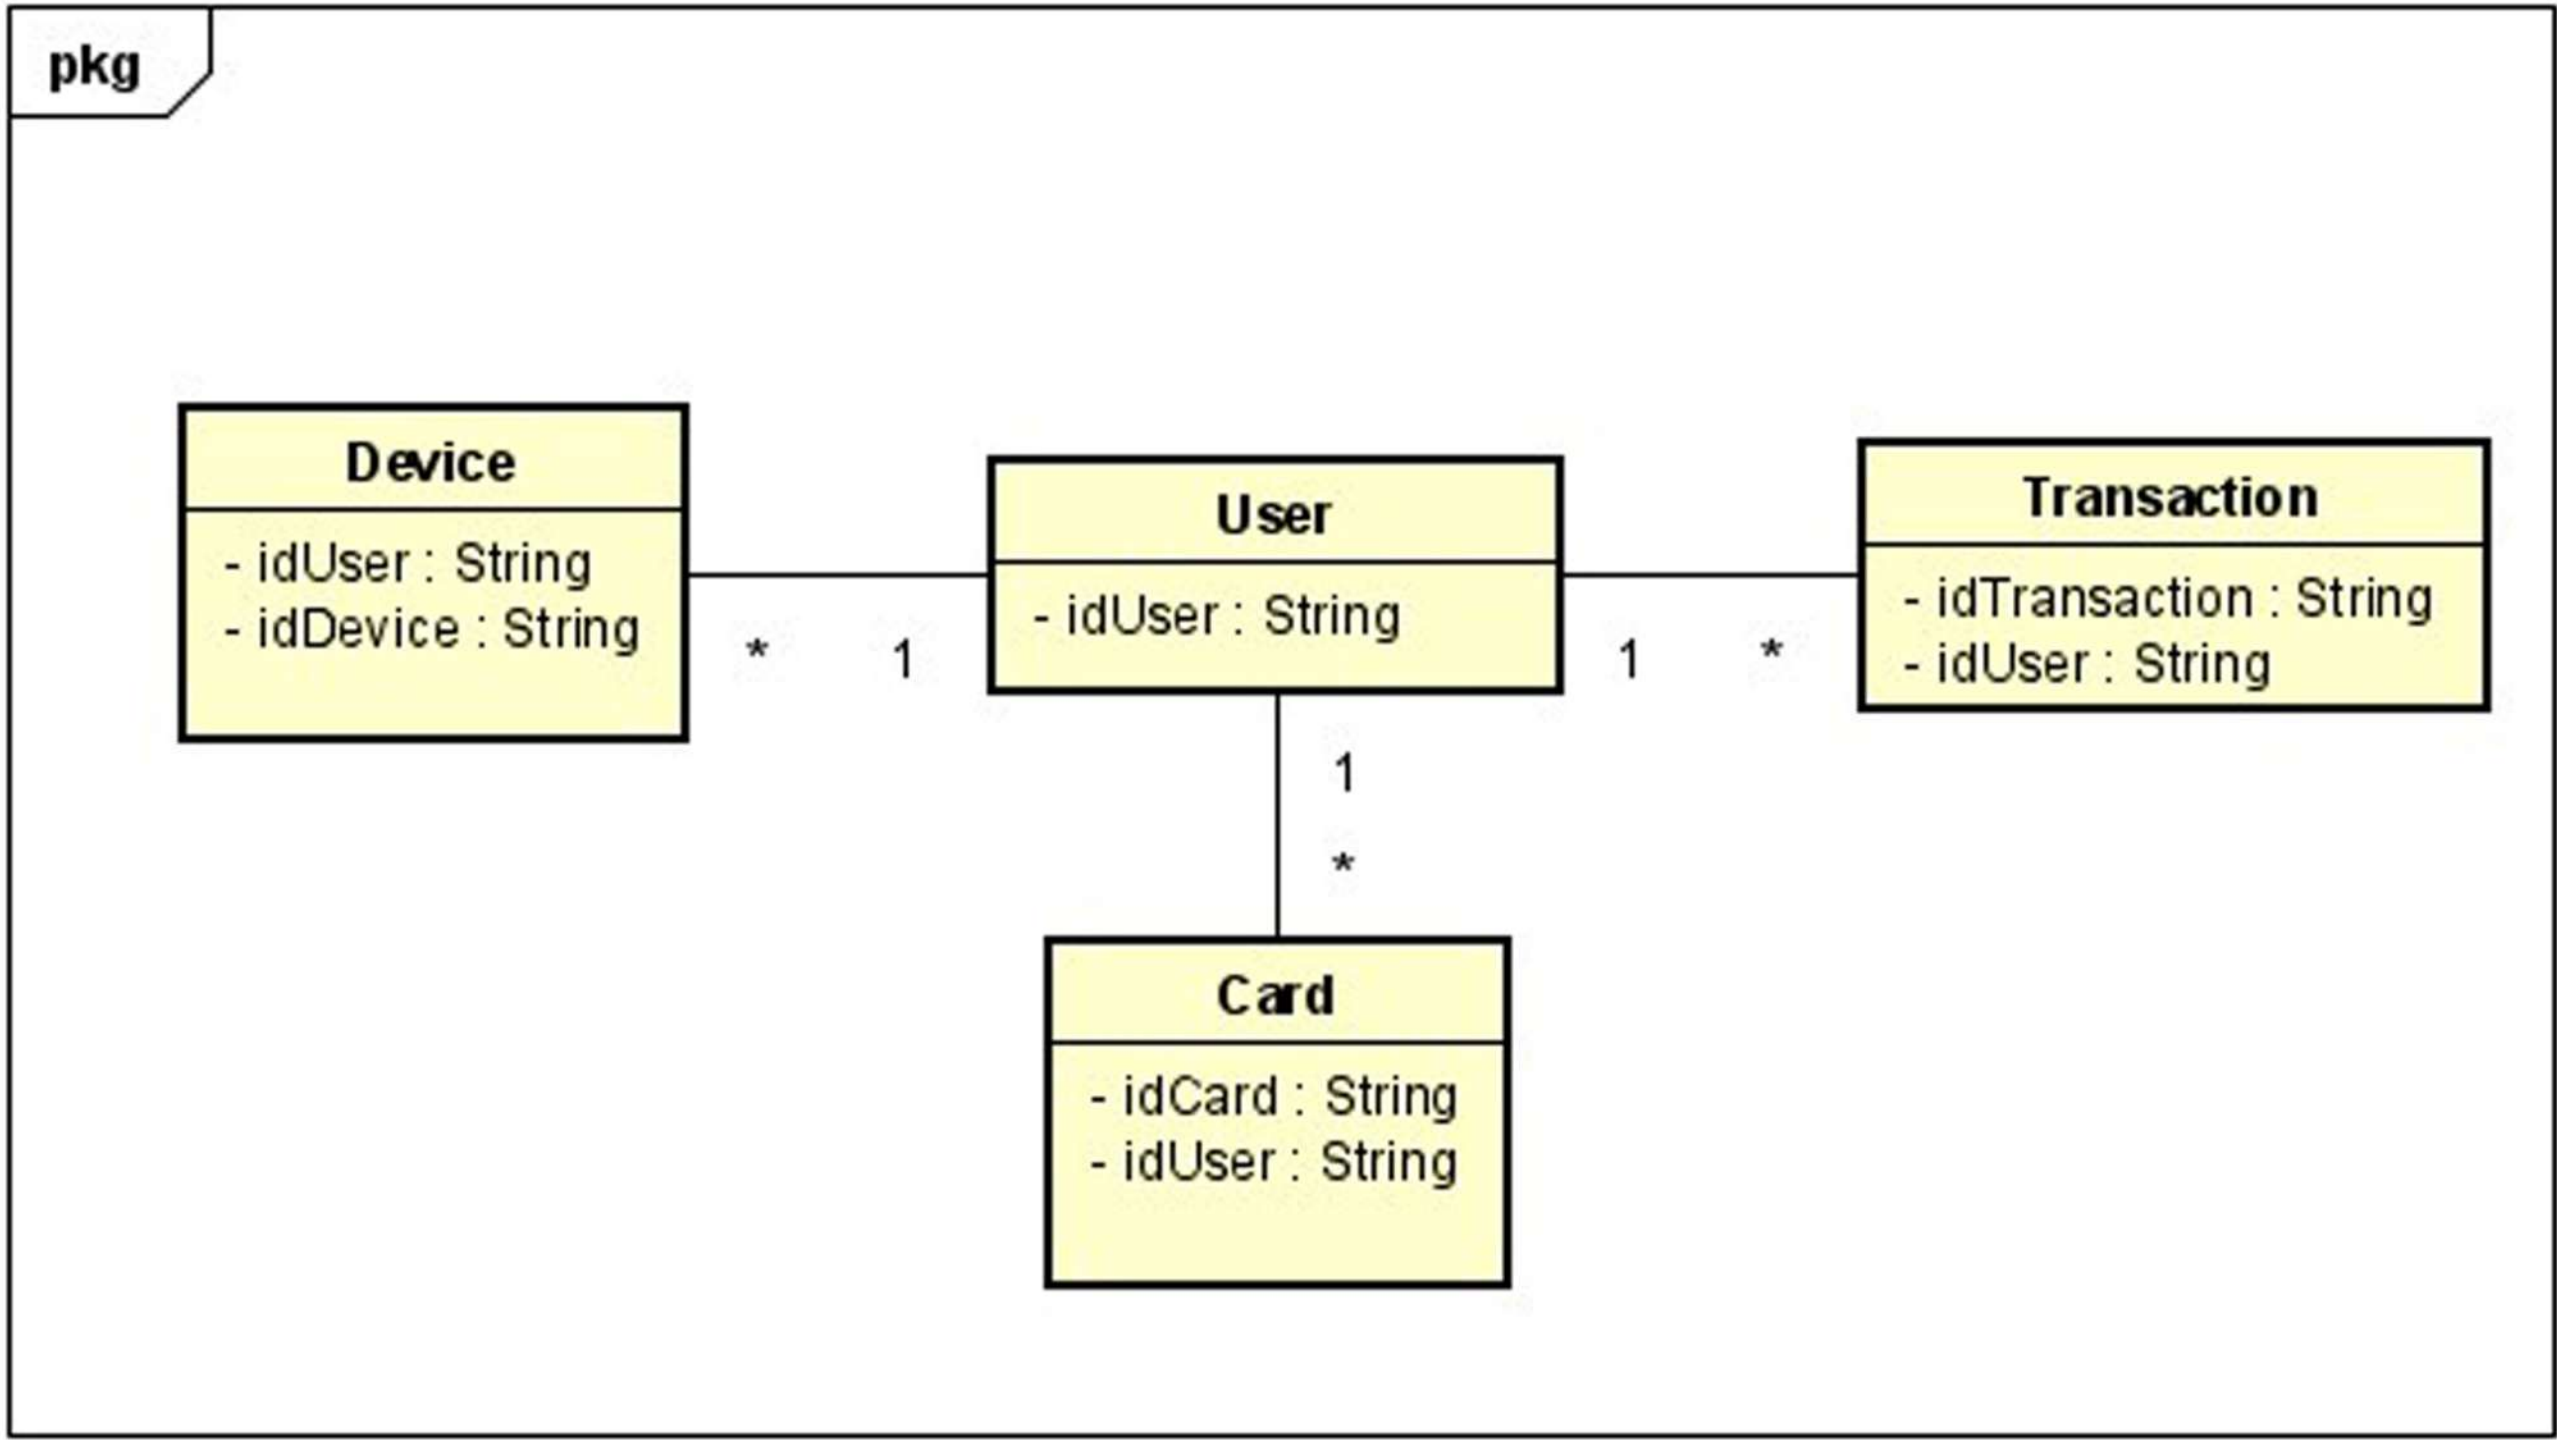 pkg
Device
- idUser : String
- idDevice : String
* 1
User
- idUser : String
1 *
Transaction
- idTransaction : String
- idUser : String
1
*
Card
- idCard : String
- idUser : String